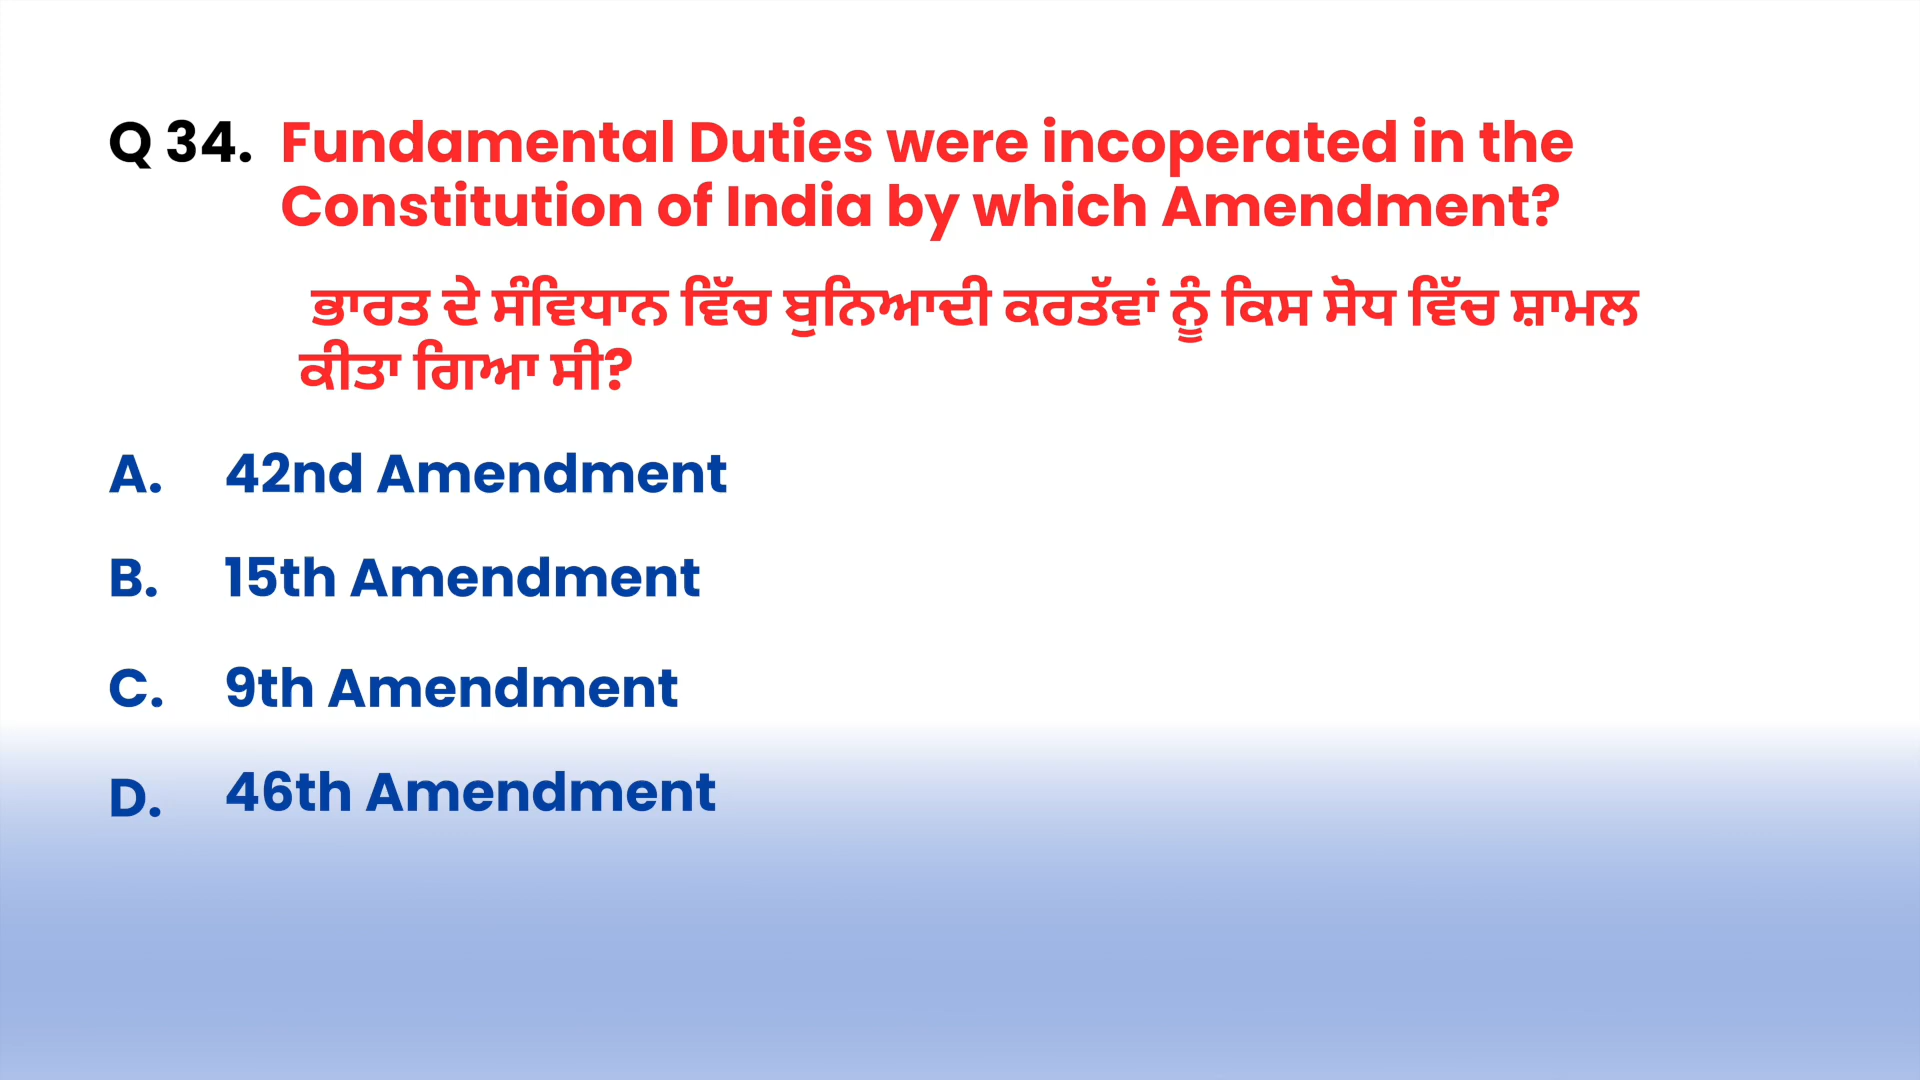 Q 34. Fundamental Duties were incoperated in the
Constitution of India by which Amendment?
ਭਾਰਤ ਦੇ ਸੰਵਿਧਾਨ ਵਿੱਚ ਬੁਨਿਆਦੀ ਕਰਤੱਵਾਂ ਨੂੰ ਕਿਸ ਸੋਧ ਵਿੱਚ ਸ਼ਾਮਲ
ਕੀਤਾ ਗਿਆ ਸੀ?
A. 42nd Amendment
B. 15th Amendment
C. 9th Amendment
D. 46th Amendment